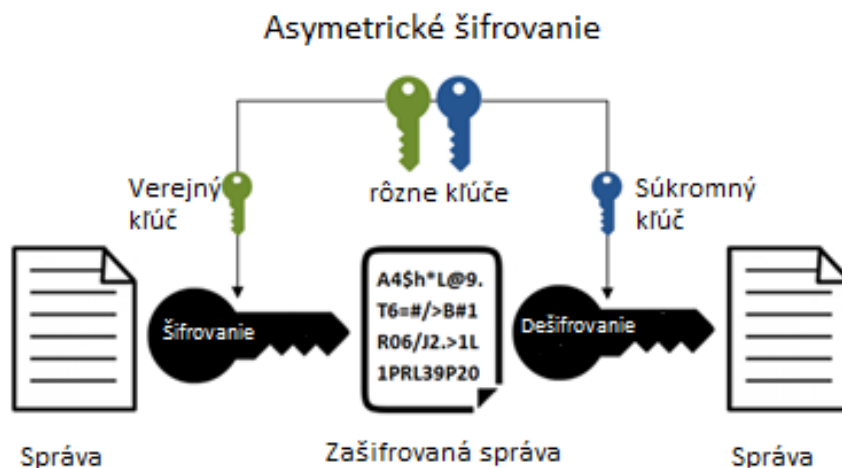 Asymetrické šifrovanie
Verejný
kľúč
rôzne kľúče
Súkromný
kľúč
A4$h*L@9.
T6=#/>B#1
R06/J2.>1L
1PRL39P20
Šifrovanie
Dešifrovanie
Správa
Zašifrovaná správa
Správa